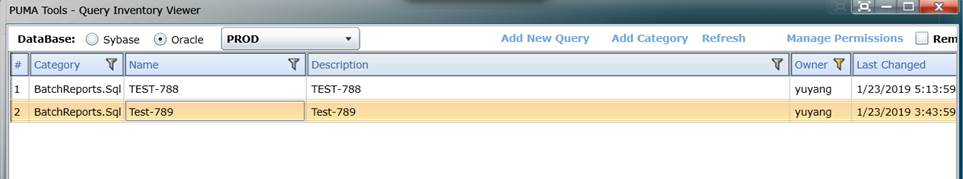 PUMA Tools - Query Inventory Viewer
DataBase: Sybase Oracle PROD Add New Query Add Category Refresh Manage Permissions Rem
# Category Name Description Owner Last Changed
1 BatchReports.Sql TEST-788 TEST-788 yuyang 1/23/2019 5:13:59
2 BatchReports.Sql Test-789 Test-789 yuyang 1/23/2019 3:43:59